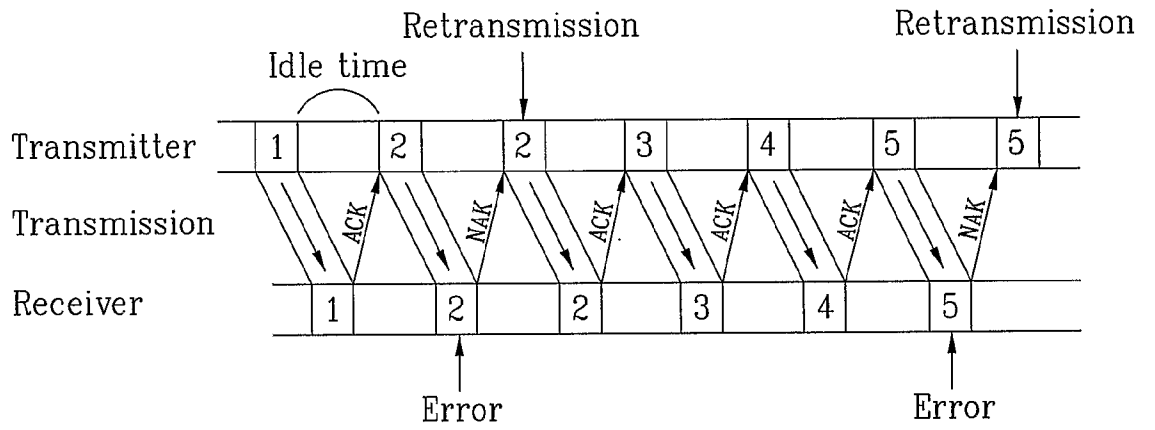 Retransmission Retransmission
Idle time
Transmitter 1 2 2 3 4 5 5
Transmission ACK NAK ACK ACK ACK NAK
Receiver 1 2 2 3 4 5
Error Error